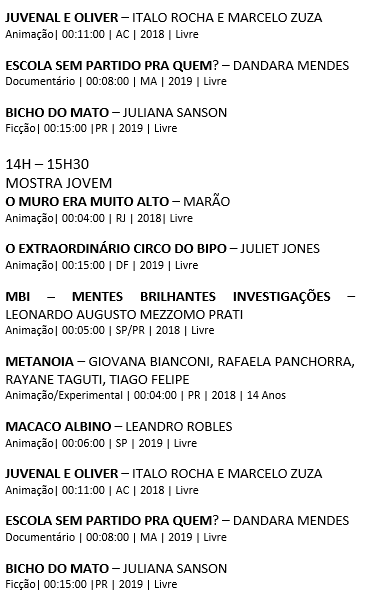 JUVENAL E OLIVER – ITALO ROCHA E MARCELO ZUZA
Animação| 00:11:00 | AC | 2018 | Livre
ESCOLA SEM PARTIDO PRA QUEM? – DANDARA MENDES
Documentário | 00:08:00 | MA | 2019 | Livre
BICHO DO MATO – JULIANA SANSON
Ficção| 00:15:00 |PR | 2019 | Livre
14H – 15H30
MOSTRA JOVEM
O MURO ERA MUITO ALTO – MARÃO
Animação| 00:04:00 | RJ | 2018| Livre
O EXTRAORDINÁRIO CIRCO DO BIPO – JULIET JONES
Animação| 00:15:00 | DF | 2019 | Livre
MBI – MENTES BRILHANTES INVESTIGAÇÕES –
LEONARDO AUGUSTO MEZZOMO PRATI
Animação| 00:05:00 | SP/PR | 2018 | Livre
METANOIA – GIOVANA BIANCONI, RAFAELA PANCHORRA,
RAYANE TAGUTI, TIAGO FELIPE
Animação/Experimental | 00:04:00 | PR | 2018 | 14 Anos
MACACO ALBINO – LEANDRO ROBLES
Animação| 00:06:00 | SP | 2019 | Livre
JUVENAL E OLIVER – ITALO ROCHA E MARCELO ZUZA
Animação| 00:11:00 | AC | 2018 | Livre
ESCOLA SEM PARTIDO PRA QUEM? – DANDARA MENDES
Documentário | 00:08:00 | MA | 2019 | Livre
BICHO DO MATO – JULIANA SANSON
Ficção| 00:15:00 |PR | 2019 | Livre